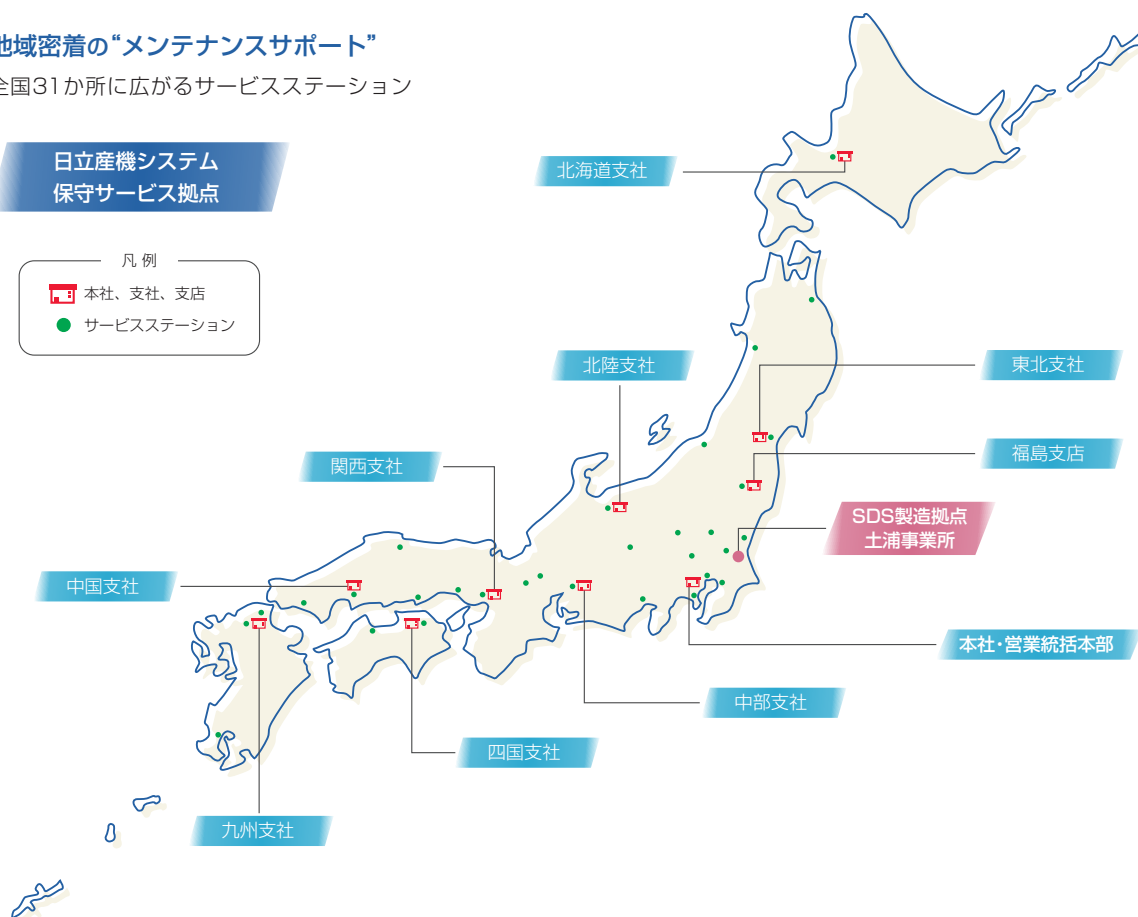 地域密着の“メンテナンスサポート”
全国31か所に広がるサービスステーション
日立産機システム
保守サービス拠点
凡 例
本社、支社、支店
サービスステーション
北海道支社
北陸支社
東北支社
関西支社
福島支店
SDS製造拠点
土浦事業所
中国支社
本社・営業統括本部
中部支社
四国支社
九州支社